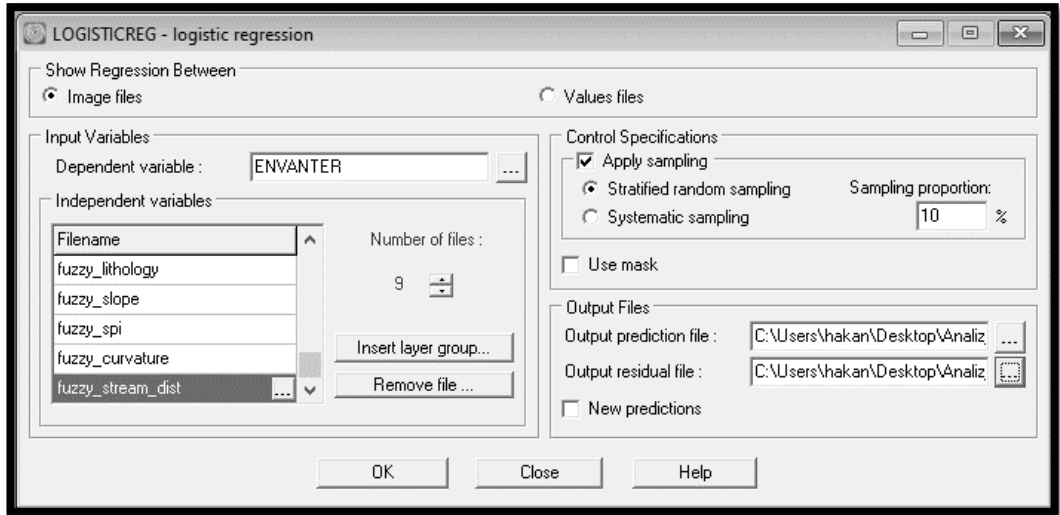 LOGISTICREG - logistic regression
Show Regression Between
Image files
Values files
Input Variables
Dependent variable :
ENVANTER
...
Independent variables
Filename
fuzzy_lithology
fuzzy_slope
fuzzy_spi
fuzzy_curvature
fuzzy_stream_dist
...
Number of files :
9
Insert layer group...
Remove file ...
Control Specifications
Apply sampling
Stratified random sampling
Systematic sampling
Sampling proportion:
10 %
Use mask
Output Files
Output prediction file :
C:\Users\hakan\Desktop\Analiz
...
Output residual file :
C:\Users\hakan\Desktop\Analiz
...
New predictions
OK
Close
Help